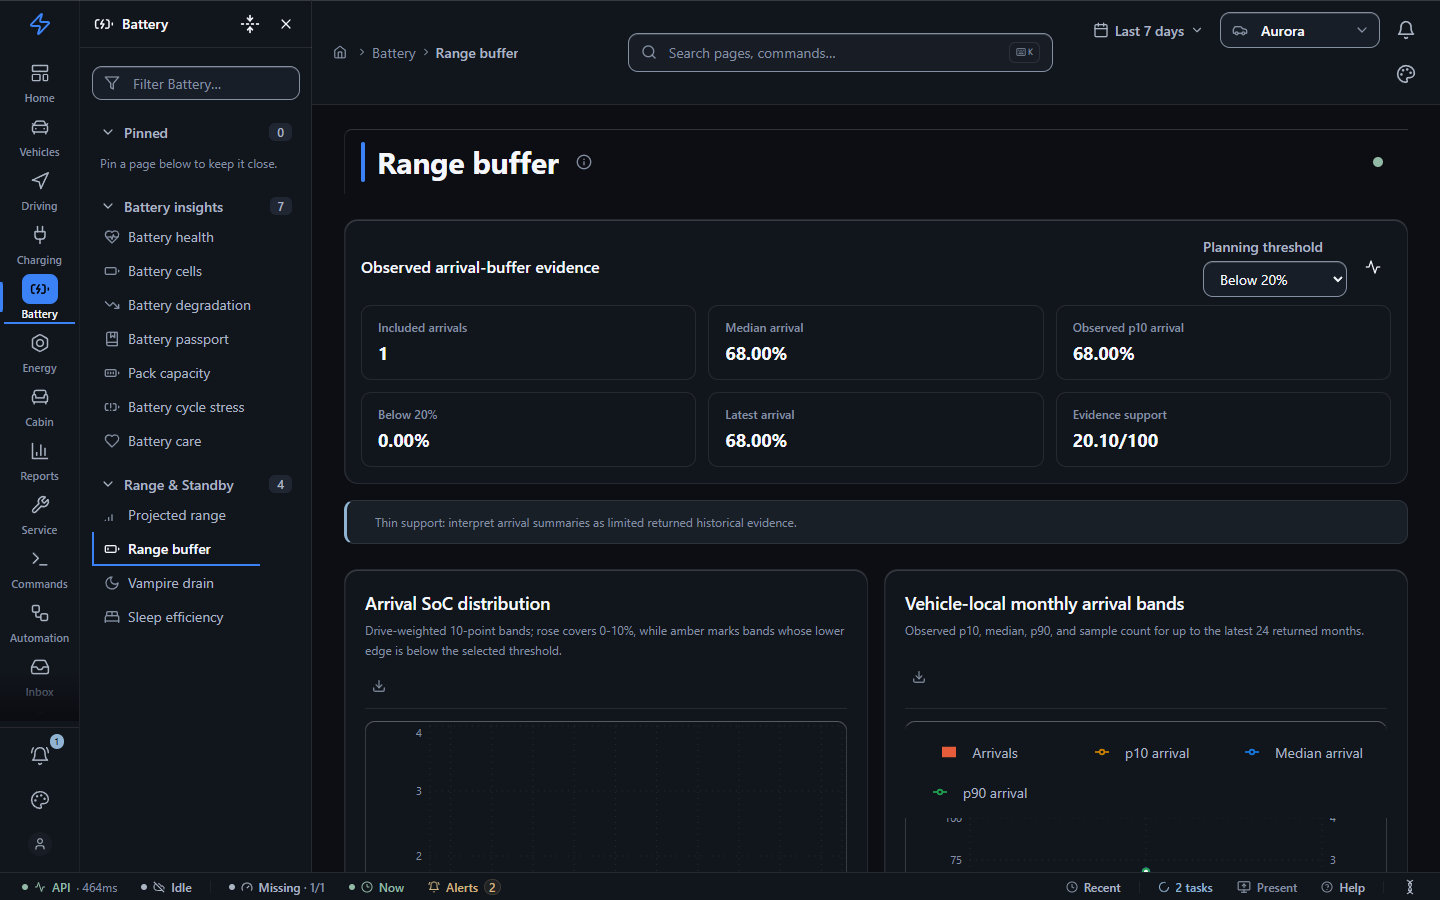 Battery
Home
Vehicles
Driving
Charging
Battery
Energy
Cabin
Reports
Service
Commands
Automation
Inbox
1
Filter Battery...
Pinned 0
Pin a page below to keep it close.
Battery insights 7
Battery health
Battery cells
Battery degradation
Battery passport
Pack capacity
Battery cycle stress
Battery care
Range & Standby 4
Projected range
Range buffer
Vampire drain
Sleep efficiency
Battery Range buffer
Search pages, commands... K
Last 7 days
Aurora
Range buffer
Observed arrival-buffer evidence
Planning threshold
Below 20%
Included arrivals
1
Median arrival
68.00%
Observed p10 arrival
68.00%
Below 20%
0.00%
Latest arrival
68.00%
Evidence support
20.10/100
Thin support: interpret arrival summaries as limited returned historical evidence.
Arrival SoC distribution
Drive-weighted 10-point bands; rose covers 0-10%, while amber marks bands whose lower
edge is below the selected threshold.
4
3
2
Vehicle-local monthly arrival bands
Observed p10, median, p90, and sample count for up to the latest 24 returned months.
Arrivals p10 arrival Median arrival
p90 arrival
100 4
75 3
API · 464ms Idle Missing · 1/1 Now Alerts 2 Recent 2 tasks Present Help